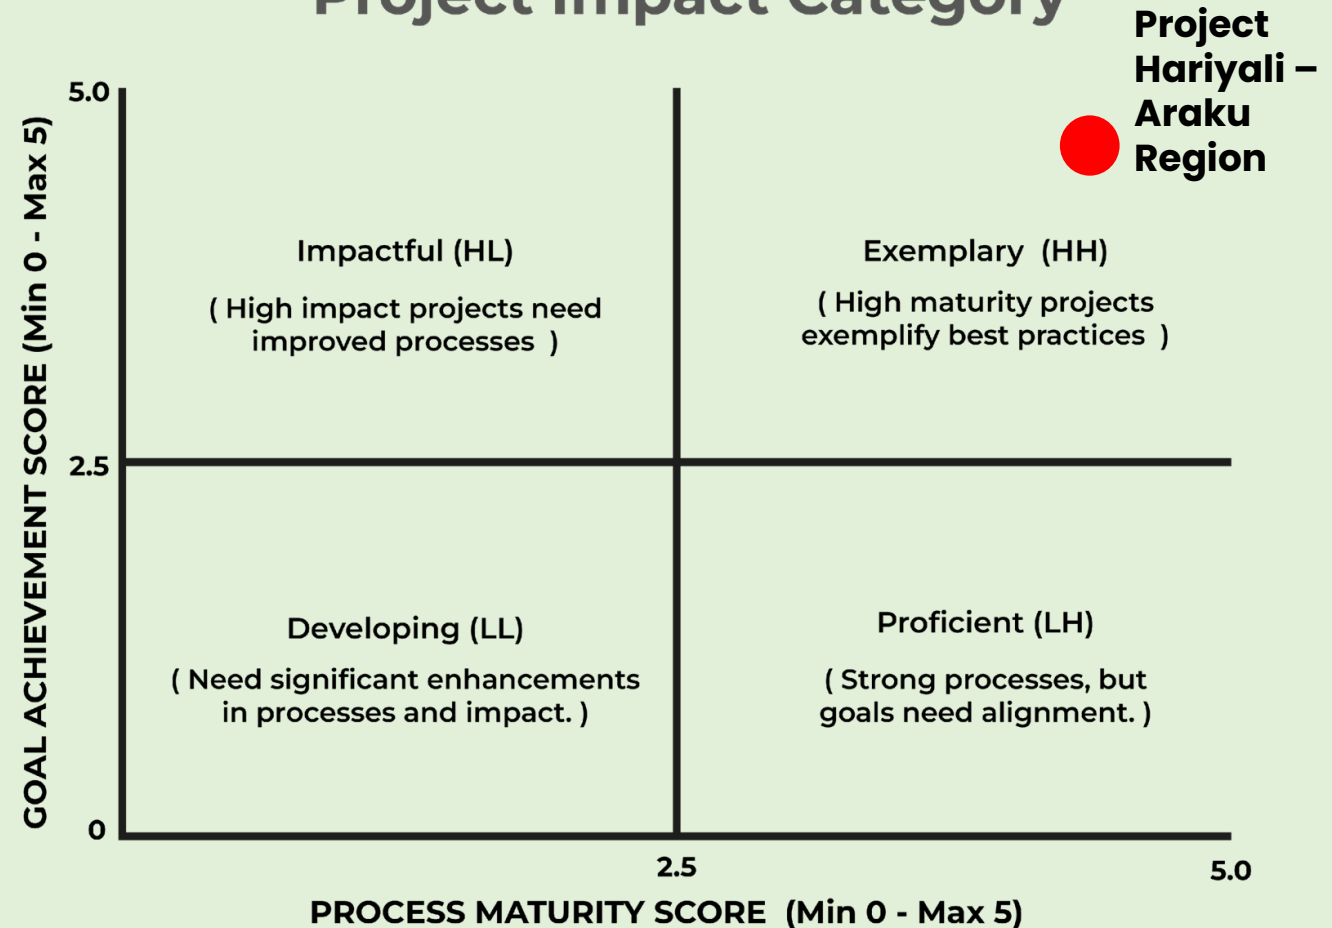 Project Impact Category
Project
Hariyali –
Araku
Region
5.0
GOAL ACHIEVEMENT SCORE (Min 0 - Max 5)
Impactful (HL)
( High impact projects need
improved processes )
Exemplary (HH)
( High maturity projects
exemplify best practices )
2.5
Developing (LL)
( Need significant enhancements
in processes and impact. )
Proficient (LH)
( Strong processes, but
goals need alignment. )
0
2.5
5.0
PROCESS MATURITY SCORE (Min 0 - Max 5)